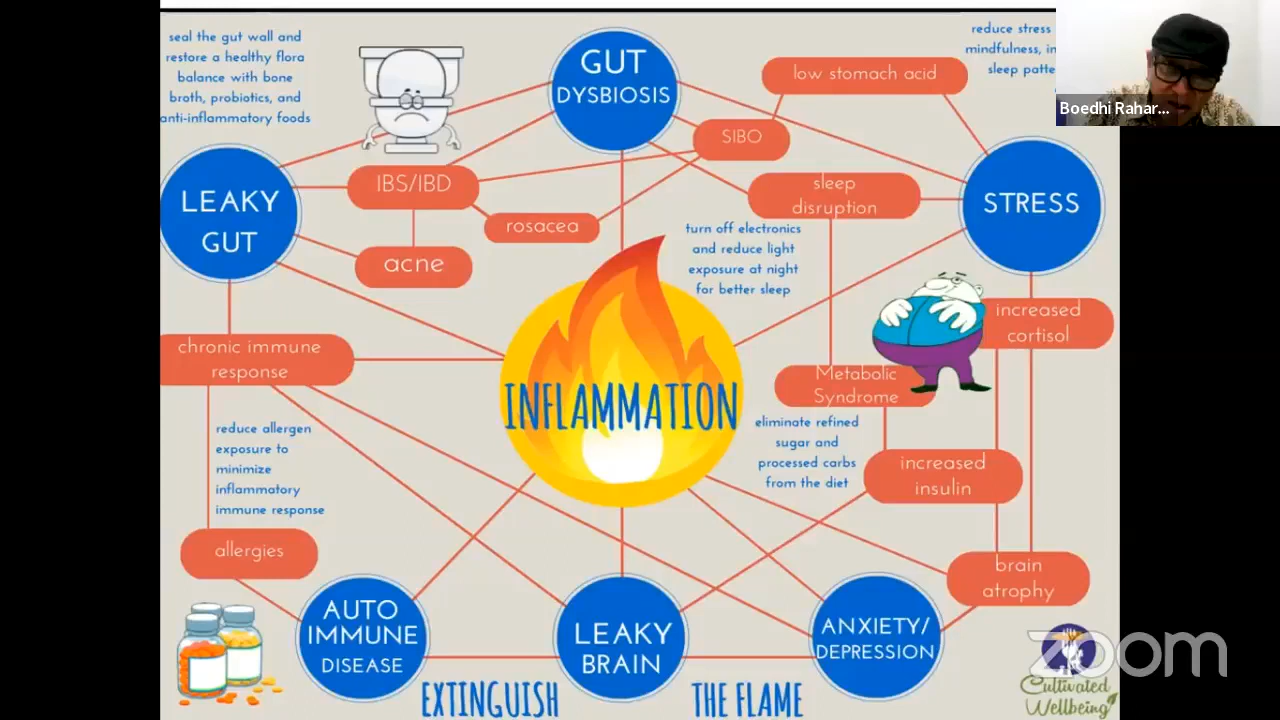 seal the gut wall and
restore a healthy flora
balance with bone
broth, probiotics, and
anti-inflammatory foods
GUT
DYSBIOSIS
low stomach acid
reduce stress
mindfulness,
sleep
Boedhi Rahar...
SIBO
IBS/IBD
sleep
disruption
STRESS
LEAKY
GUT
rosacea
acne
turn off electronics
and reduce light
exposure at night
for better sleep
increased
cortisol
chronic immune
response
INFLAMMATION
Metabolic
Syndrome
eliminate refined
sugar and
processed carbs
from the diet
reduce allergen
exposure to
minimize
inflammatory
immune response
increased
insulin
allergies
brain
atrophy
AUTO
IMMUNE
DISEASE
LEAKY
BRAIN
ANXIETY/
DEPRESSION
zoom
Cultivated
Wellbeing
EXTINGUISH THE FLAME